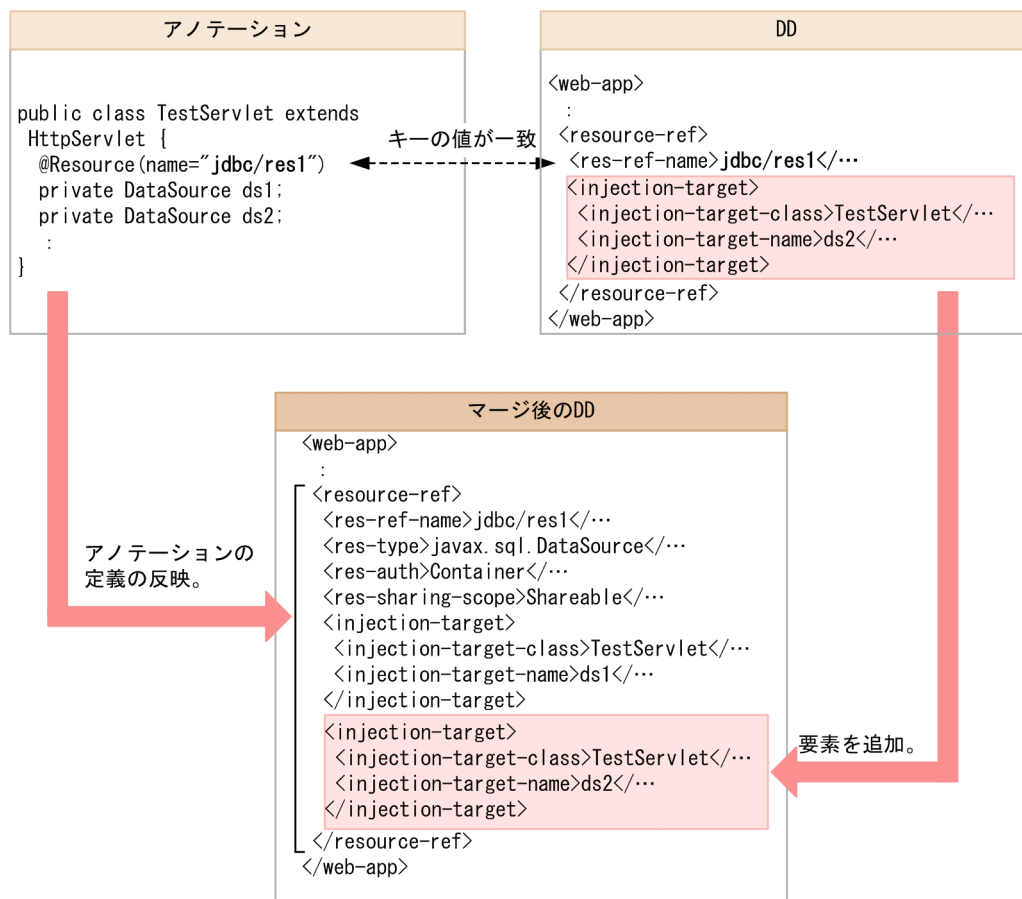 アノテーション
public class TestServlet extends
HttpServlet {
@Resource(name="jdbc/res1")
private DataSource ds1;
private DataSource ds2;
:
}
キーの値が一致
DD
<web-app>
:
<resource-ref>
<res-ref-name>jdbc/res1</…
<injection-target>
<injection-target-class>TestServlet</…
<injection-target-name>ds2</…
</injection-target>
</resource-ref>
</web-app>
マージ後のDD
<web-app>
:
<resource-ref>
<res-ref-name>jdbc/res1</…
<res-type>javax.sql.DataSource</…
<res-auth>Container</…
<res-sharing-scope>Shareable</…
<injection-target>
<injection-target-class>TestServlet</…
<injection-target-name>ds1</…
</injection-target>
<injection-target>
<injection-target-class>TestServlet</…
<injection-target-name>ds2</…
</injection-target>
</resource-ref>
</web-app>
アノテーションの
定義の反映。
要素を追加。